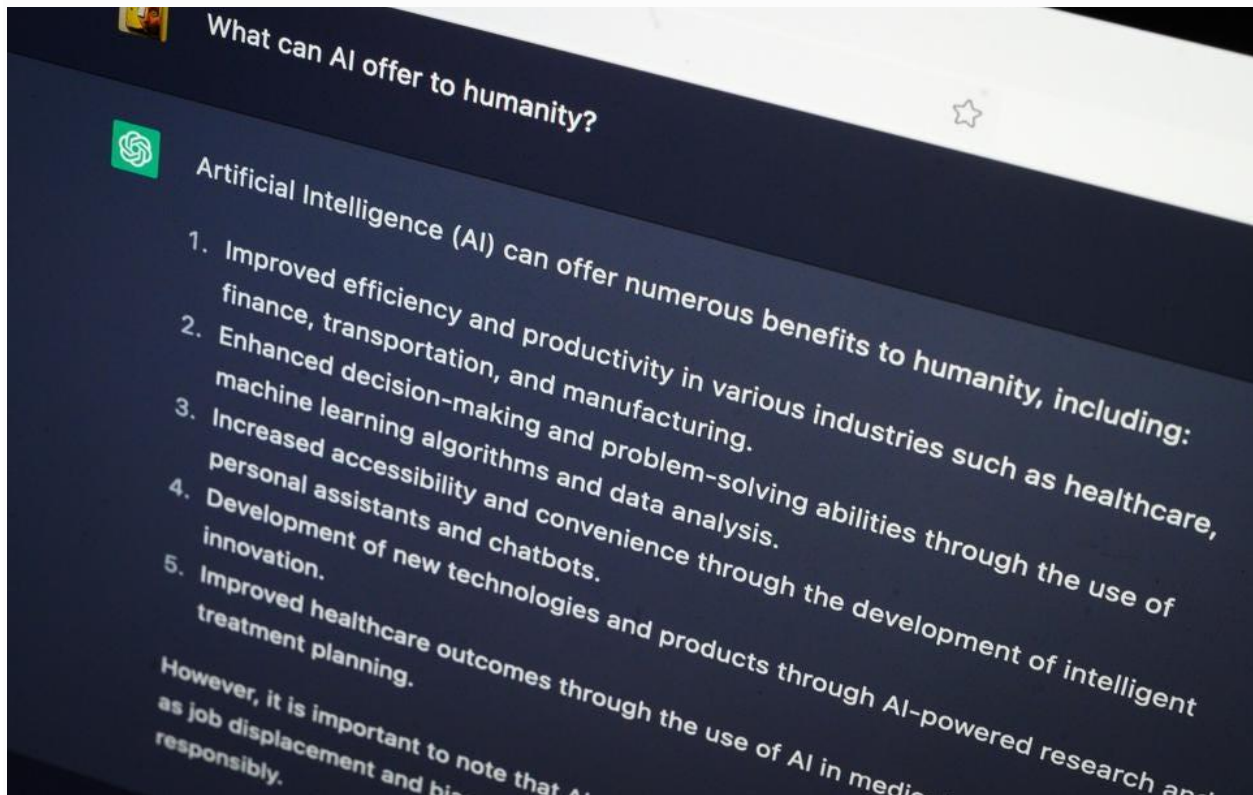 What can AI offer to humanity?
Artificial Intelligence (AI) can offer numerous benefits to humanity, including:
1. Improved efficiency and productivity in various industries such as healthcare,
finance, transportation, and manufacturing.
2. Enhanced decision-making and problem-solving abilities through the use of
machine learning algorithms and data analysis.
3. Increased accessibility and convenience through the development of intelligent
personal assistants and chatbots.
4. Development of new technologies and products through AI-powered research and
innovation.
5. Improved healthcare outcomes through the use of AI in
treatment planning.
However, it is important to note that
as job displacement and
responsibly.